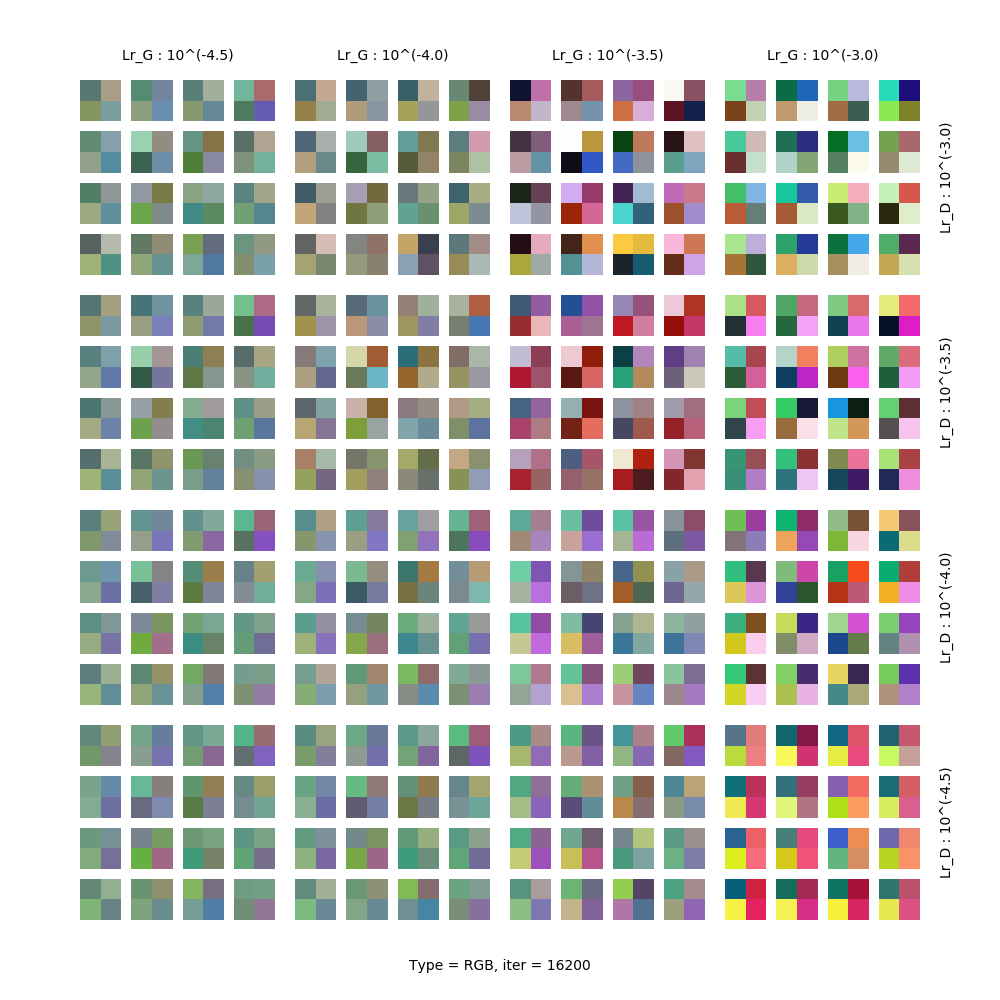 Lr_G : 10^(-4.5)
Lr_G : 10^(-4.0)
Lr_G : 10^(-3.5)
Lr_G : 10^(-3.0)
Lr_D : 10^(-3.0)
Lr_D : 10^(-3.5)
Lr_D : 10^(-4.0)
Lr_D : 10^(-4.5)
Type = RGB, iter = 16200